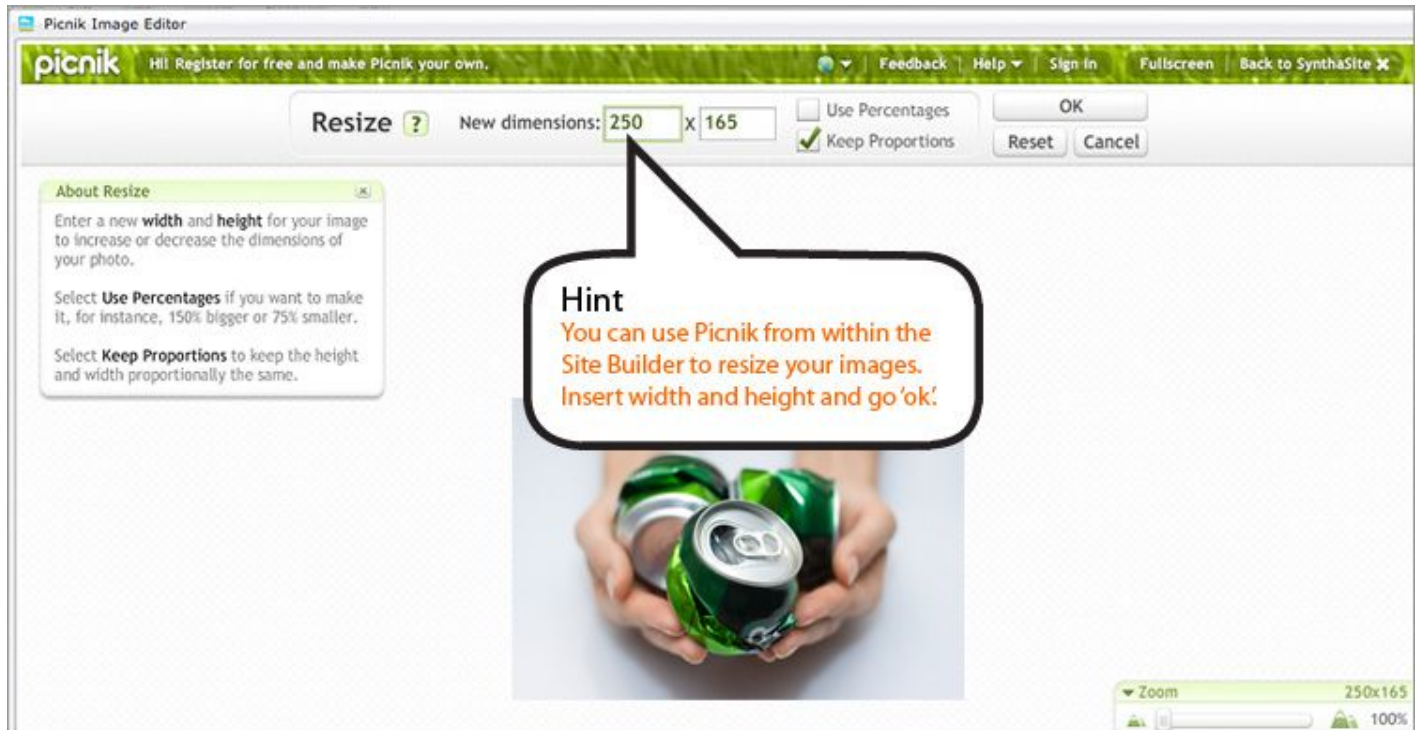 Picnik Image Editor
picnik Hi! Register for free and make Picnik your own. Feedback Help Sign in Fullscreen Back to SynthaSite
Resize ? New dimensions: 250 x 165
Use Percentages
Keep Proportions
OK
Reset Cancel
About Resize
Enter a new width and height for your image
to increase or decrease the dimensions of
your photo.
Select Use Percentages if you want to make
it, for instance, 150% bigger or 75% smaller.
Select Keep Proportions to keep the height
and width proportionally the same.
Hint
You can use Picnik from within the
Site Builder to resize your images.
Insert width and height and go ‘ok’.
Zoom 250x165
100%